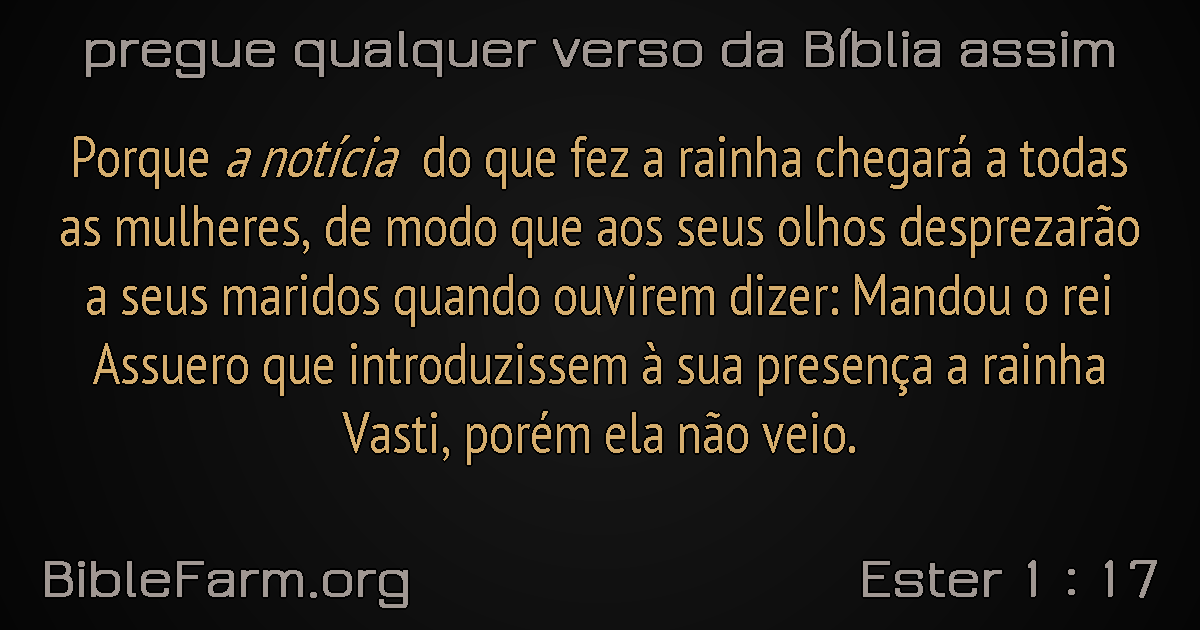 pregue qualquer verso da Bíblia assim
Porque a notícia do que fez a rainha chegará a todas
as mulheres, de modo que aos seus olhos desprezarão
a seus maridos quando ouvirem dizer: Mandou o rei
Assuero que introduzissem à sua presença a rainha
Vasti, porém ela não veio.
BibleFarm.org
Ester 1 : 17